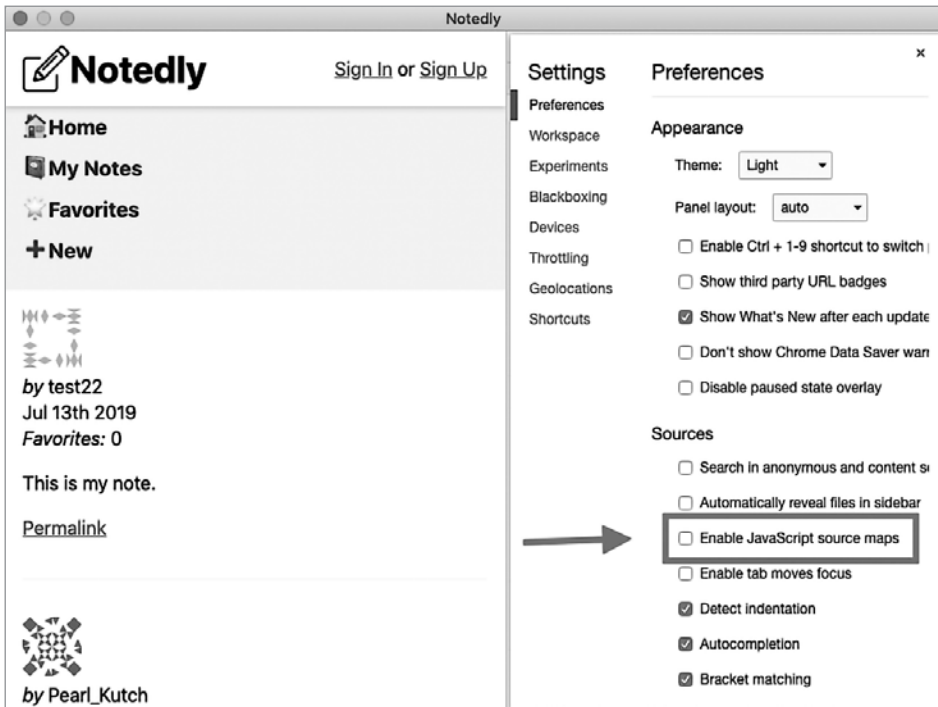 Notedly
Notedly
Sign In or Sign Up
Home
My Notes
Favorites
New
by test22
Jul 13th 2019
Favorites: 0
This is my note.
Permalink
by Pearl_Kutch
×
Settings
Preferences
Workspace
Experiments
Blackboxing
Devices
Throttling
Geolocations
Shortcuts
Preferences
Appearance
Theme: Light
Panel layout: auto
Enable Ctrl + 1-9 shortcut to switch
Show third party URL badges
Show What's New after each update
Don't show Chrome Data Saver
Disable paused state overlay
Sources
Search in anonymous and content
Automatically reveal files in sidebar
Enable JavaScript source maps
Enable tab moves focus
Detect indentation
Autocompletion
Bracket matching